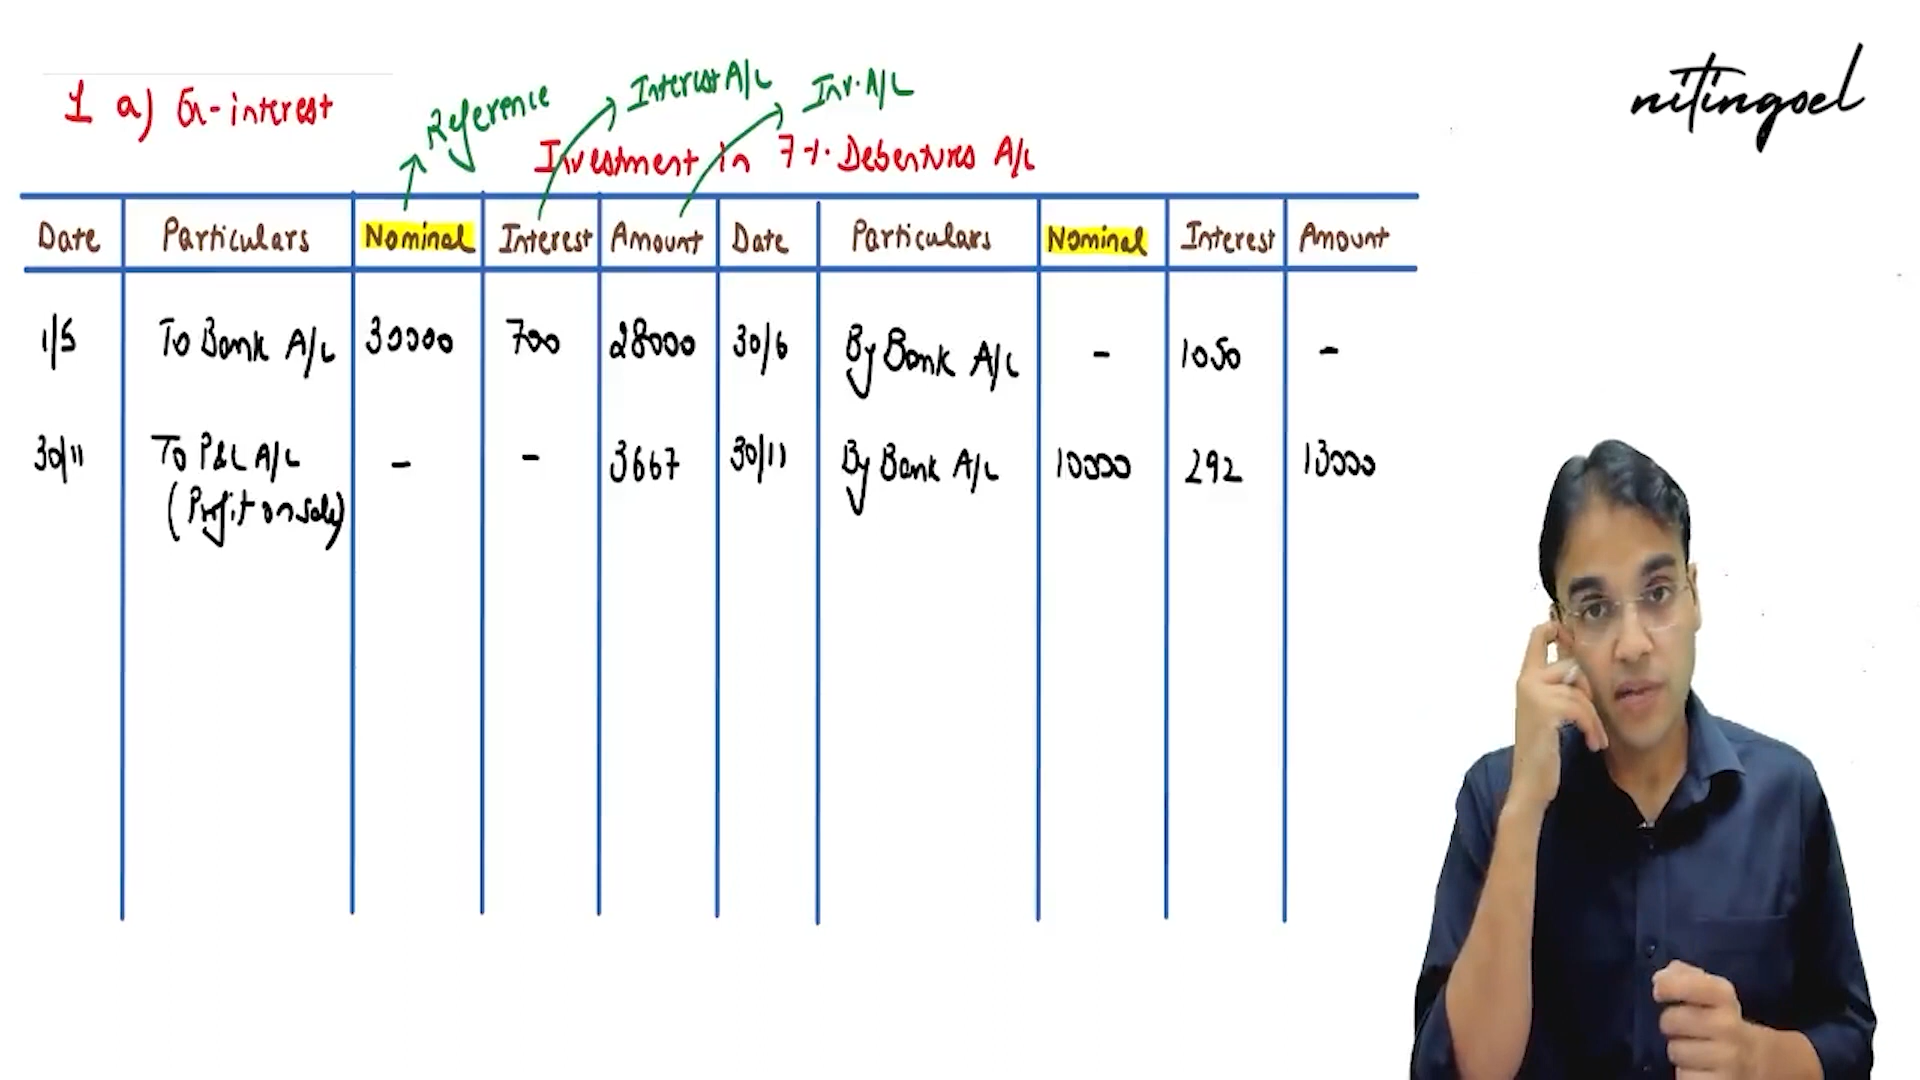 nitingoel
1 a) Ex-interest
Reference
Interest A/c
Inv. A/c
Investment in 7% Debentures A/c
Date Particulars Nominal Interest Amount Date Particulars Nominal Interest Amount
1/5 To Bank A/c 30000 700 28000 30/6 By Bank A/c - 1050 -
30/11 To P&L A/c - - 3667 30/11 By Bank A/c 10000 292 13000
(Profit on sale)